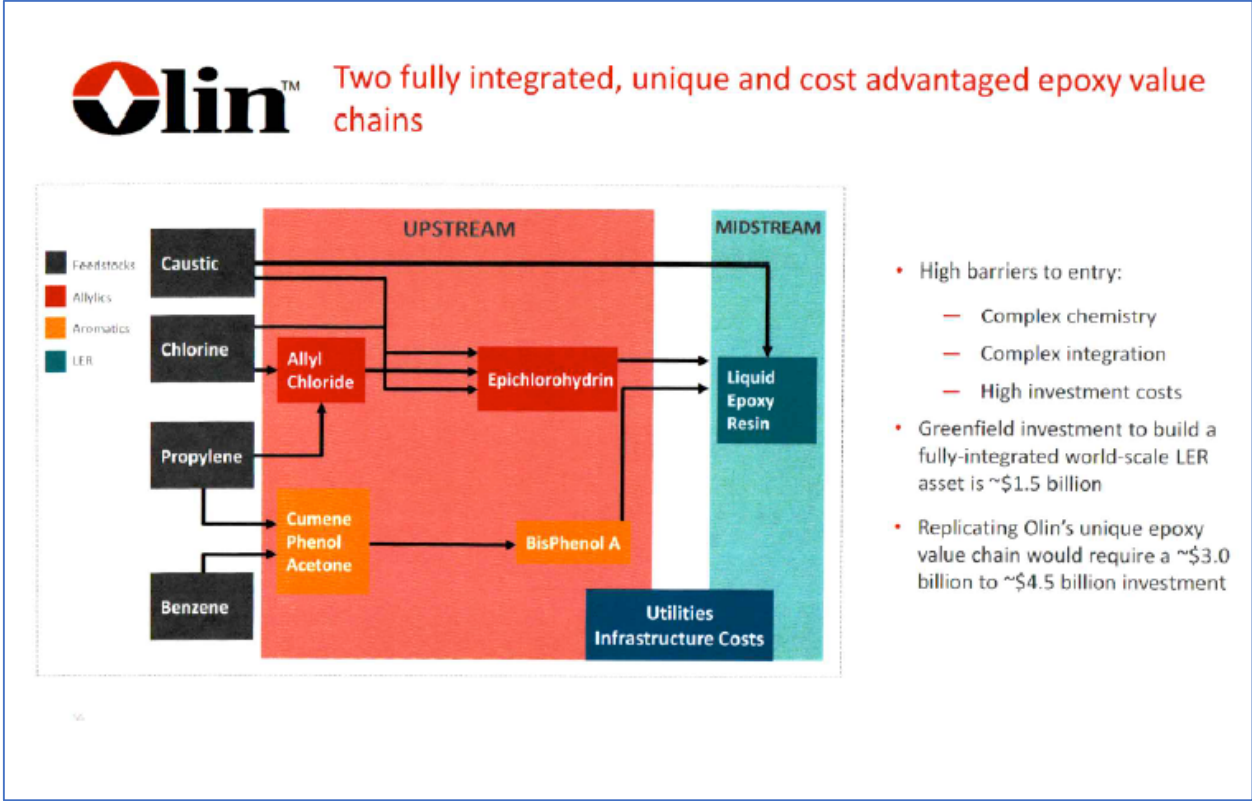 Olin™
Two fully integrated, unique and cost advantaged epoxy value
chains
UPSTREAM
MIDSTREAM
Feedstocks
Allylics
Aromatics
LER
Caustic
Chlorine
Allyl
Chloride
Epichlorohydrin
Liquid
Epoxy
Resin
Propylene
Cumene
Phenol
Acetone
BisPhenol A
Benzene
Utilities
Infrastructure Costs
• High barriers to entry:
— Complex chemistry
— Complex integration
— High investment costs
• Greenfield investment to build a
fully-integrated world-scale LER
asset is ~$1.5 billion
• Replicating Olin's unique epoxy
value chain would require a ~$3.0
billion to ~$4.5 billion investment